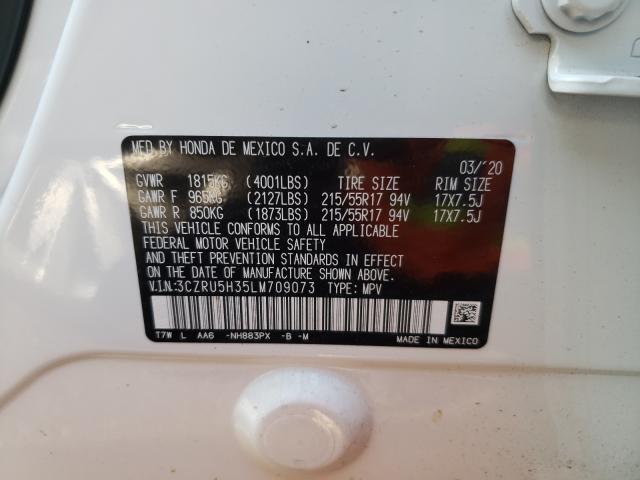 MFD BY HONDA DE MEXICO S.A. DE C.V.
03/'20
GVWR 1815KG (4001LBS) TIRE SIZE RIM SIZE
GAWR F 965KG (2127LBS) 215/55R17 94V 17X7.5J
GAWR R 850KG (1873LBS) 215/55R17 94V 17X7.5J
THIS VEHICLE CONFORMS TO ALL APPLICABLE
FEDERAL MOTOR VEHICLE SAFETY
AND THEFT PREVENTION STANDARDS IN EFFECT
ON THE DATE OF MANUFACTURE SHOWN ABOVE.
V.I.N:3CZRU5H35LM709073 TYPE: MPV
T7W L AA6 -NH883PX -B -M
MADE IN MEXICO